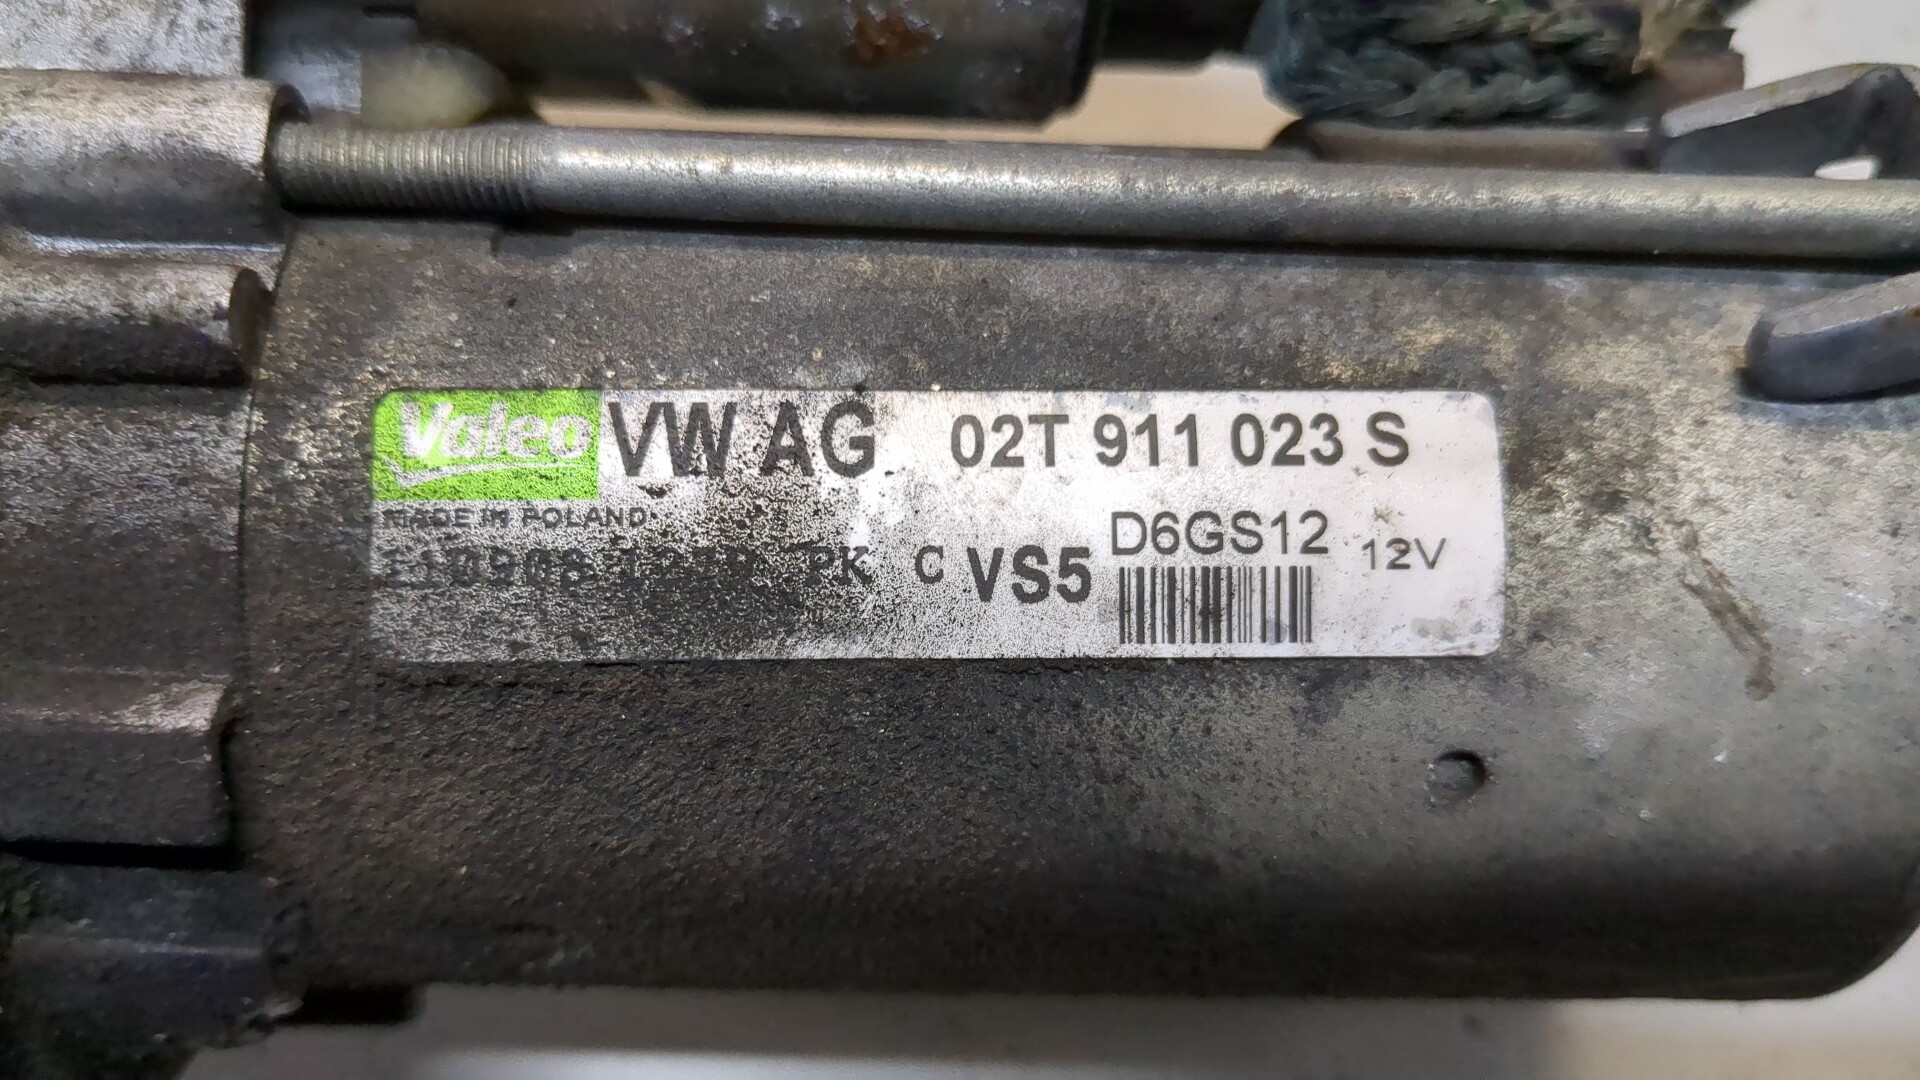 Valeo VW AG 02T 911 023 S
MADE IN POLAND
PK C VS5 D6GS12 12V